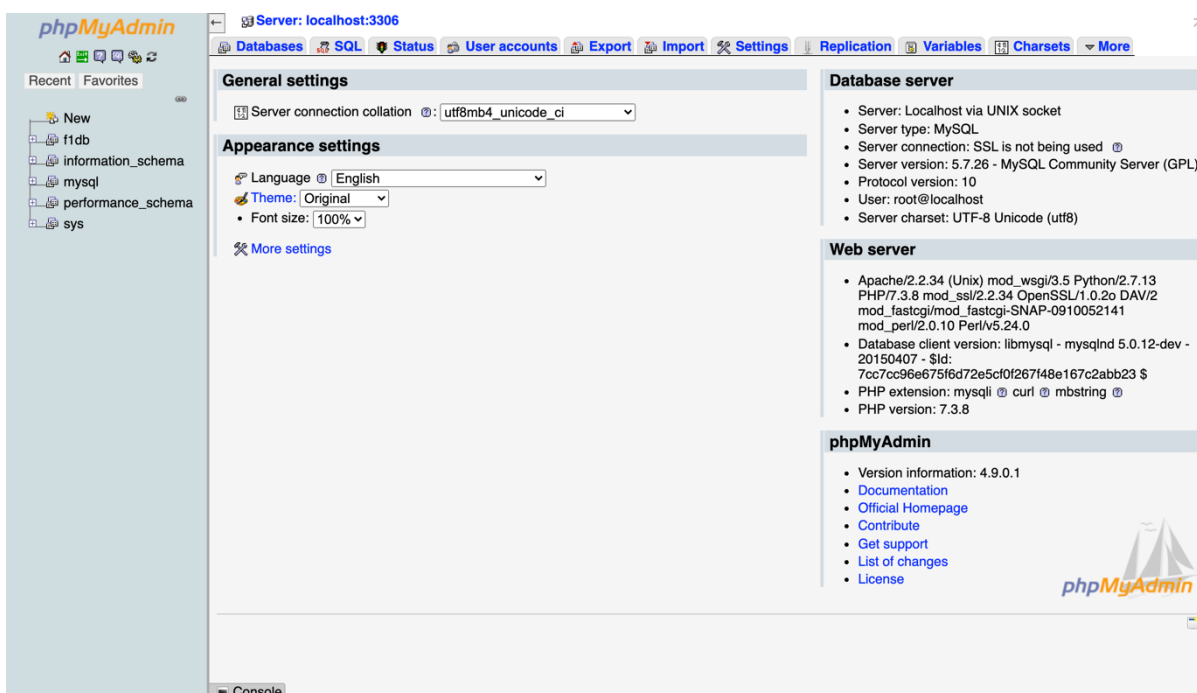 phpMyAdmin
Recent Favorites
New
f1db
information_schema
mysql
performance_schema
sys
Server: localhost:3306
Databases SQL Status User accounts Export Import Settings Replication Variables Charsets More
General settings
Server connection collation : utf8mb4_unicode_ci
Appearance settings
Language English
Theme: Original
• Font size: 100%
More settings
Database server
• Server: Localhost via UNIX socket
• Server type: MySQL
• Server connection: SSL is not being used
• Server version: 5.7.26 - MySQL Community Server (GPL)
• Protocol version: 10
• User: root@localhost
• Server charset: UTF-8 Unicode (utf8)
Web server
• Apache/2.2.34 (Unix) mod_wsgi/3.5 Python/2.7.13
PHP/7.3.8 mod_ssl/2.2.34 OpenSSL/1.0.2o DAV/2
mod_fastcgi/mod_fastcgi-SNAP-0910052141
mod_perl/2.0.10 Perl/v5.24.0
• Database client version: libmysql - mysqlnd 5.0.12-dev -
20150407 - $Id:
7cc7cc96e675f6d72e5cf0f267f48e167c2abb23 $
• PHP extension: mysqli curl mbstring
• PHP version: 7.3.8
phpMyAdmin
• Version information: 4.9.0.1
• Documentation
• Official Homepage
• Contribute
• Get support
• List of changes
• License
phpMyAdmin
Console